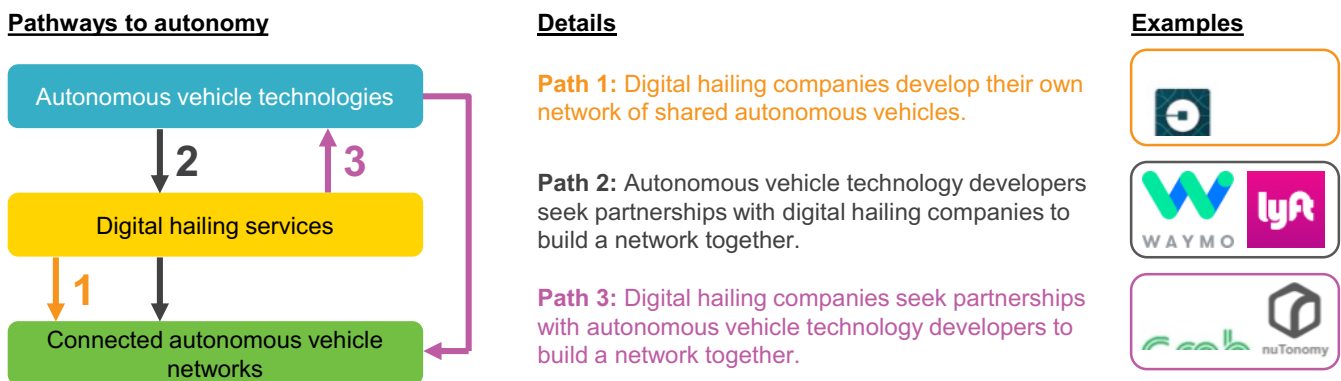 Pathways to autonomy
Details
Examples
Autonomous vehicle technologies
2
3
Digital hailing services
1
Connected autonomous vehicle
networks
Path 1: Digital hailing companies develop their own
network of shared autonomous vehicles.
Path 2: Autonomous vehicle technology developers
seek partnerships with digital hailing companies to
build a network together.
Path 3: Digital hailing companies seek partnerships
with autonomous vehicle technology developers to
build a network together.
WAYMO
lyft
nuTonomy